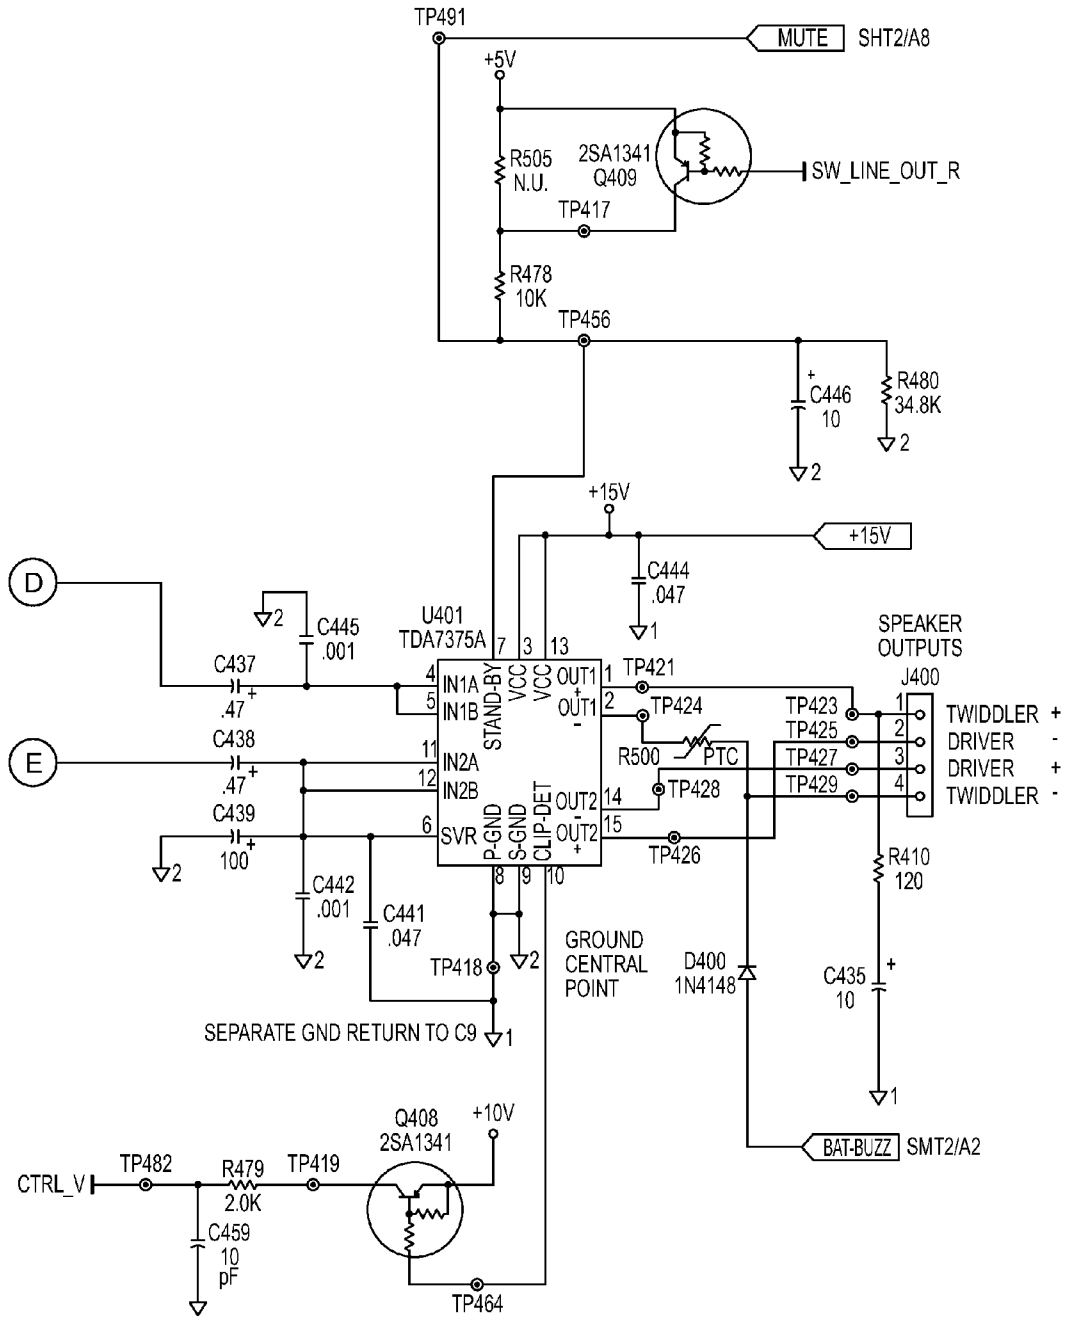 TP491
MUTE SHT2/A8
+5V
R505
N.U.
2SA1341
Q409
SW_LINE_OUT_R
TP417
R478
10K
TP456
+
C446
10
2
R480
34.8K
2
+15V
+15V
C444
.047
1
D
2
C445
.001
U401
TDA7375A
7 3 13
STAND-BY
VCC
VCC
C437
+
.47
4 IN1A
5 IN1B
OUT1 1
+
OUT1 2
-
TP421
TP424
R500 PTC
SPEAKER
OUTPUTS
J400
TP423 1 TWIDDLER +
TP425 2 DRIVER -
TP427 3 DRIVER +
TP429 4 TWIDDLER -
E
C438
+
.47
11 IN2A
12 IN2B
C439
+
100
2
6 SVR
P-GND
S-GND
CLIP-DET
OUT2 14
-
OUT2 15
+
TP428
TP426
8 9 10
C442
.001
2
C441
.047
TP418
2
GROUND
CENTRAL
POINT
SEPARATE GND RETURN TO C9
1
R410
120
D400
1N4148
C435
+
10
1
BAT-BUZZ SMT2/A2
Q408
2SA1341
+10V
CTRL_V
TP482
R479
2.0K
TP419
C459
10
pF
TP464